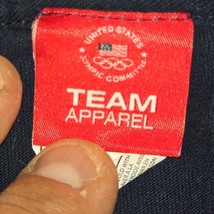 UNITED STATES
OLYMPIC COMMITTEE
TEAM
APPAREL